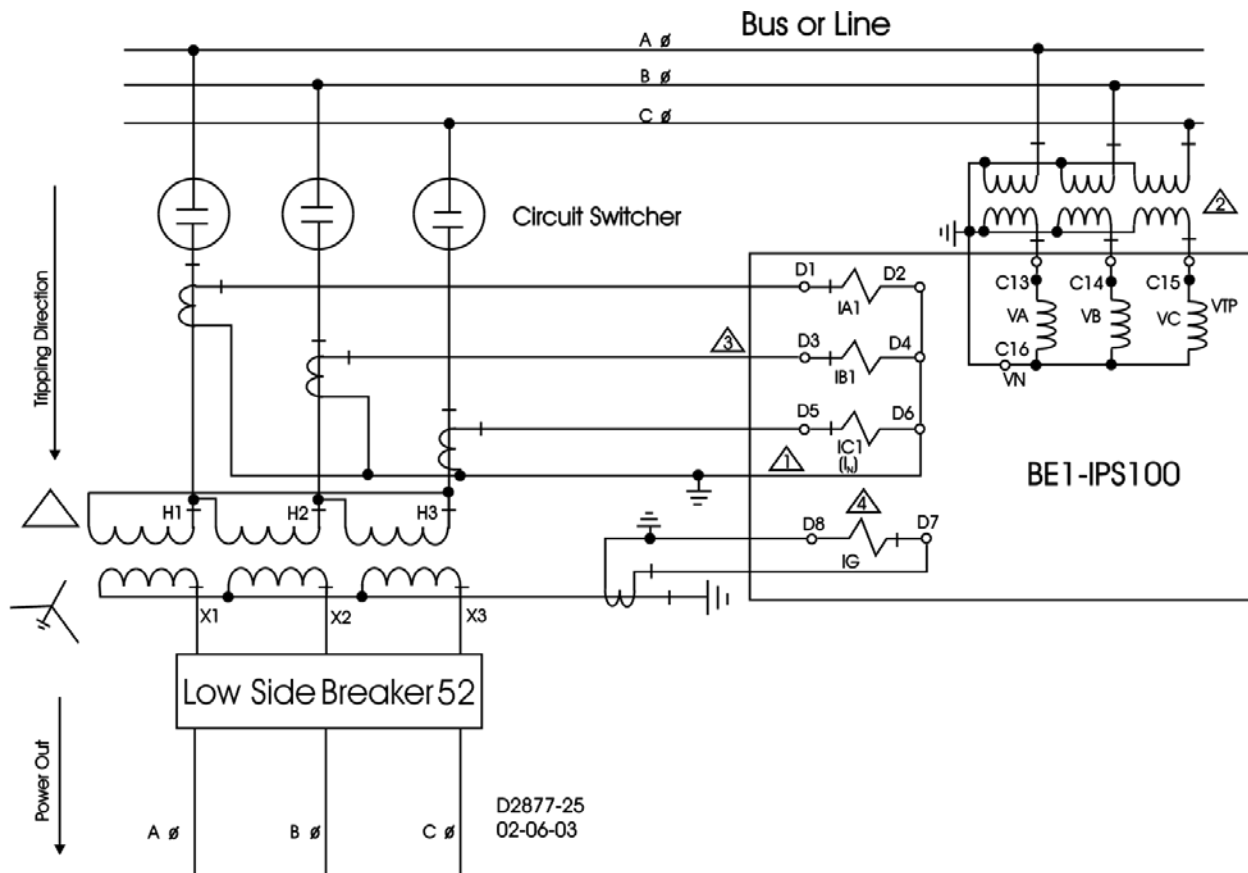 Bus or Line
A ø
B ø
C ø
Circuit Switcher
Tripping Direction
2
D1
D2
IA1
C13
C14
C15
VA
VB
VC
VTP
C16
VN
3
D3
D4
IB1
D5
D6
IC1
(IN)
1
BE1-IPS100
H1
H2
H3
4
D8
D7
IG
X1
X2
X3
Low Side Breaker 52
Power Out
D2877-25
02-06-03
A ø
B ø
C ø